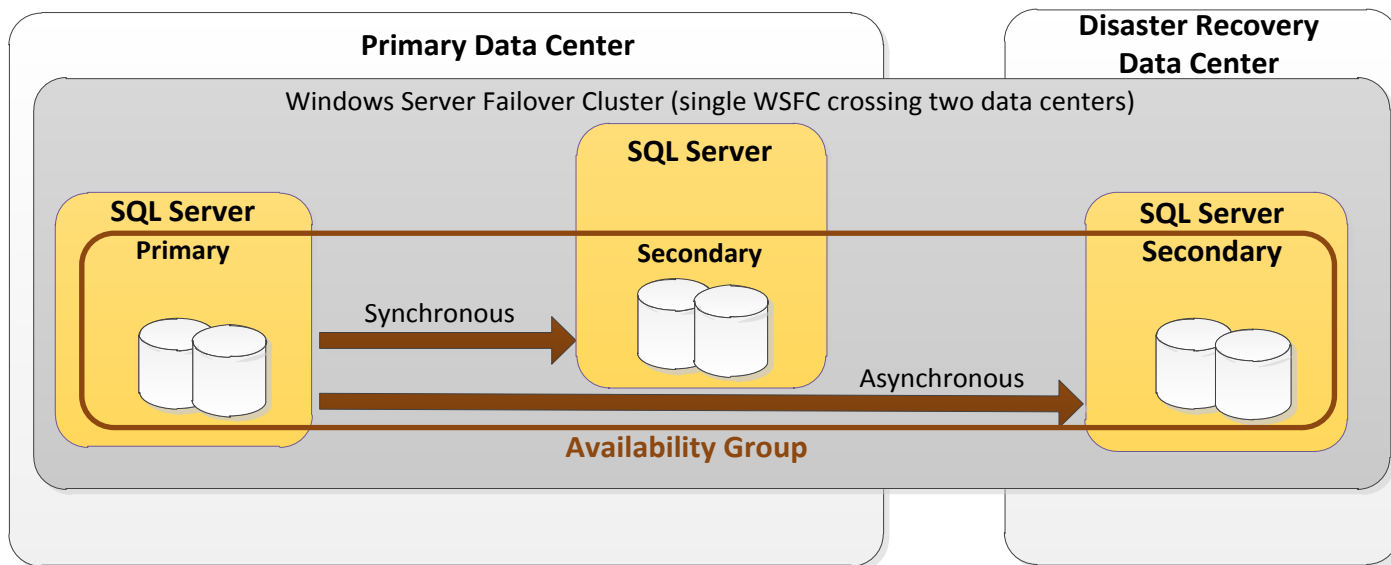 Primary Data Center
Disaster Recovery
Data Center
Windows Server Failover Cluster (single WSFC crossing two data centers)
SQL Server
Primary
SQL Server
Secondary
SQL Server
Secondary
Synchronous
Asynchronous
Availability Group